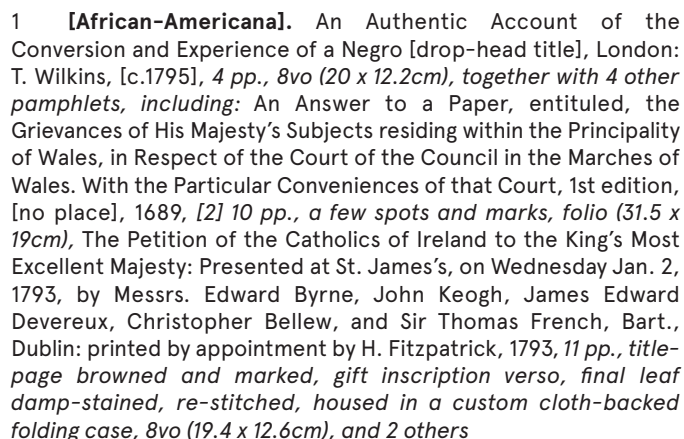 1 [African-Americana]. An Authentic Account of the
Conversion and Experience of a Negro [drop-head title], London:
T. Wilkins, [c.1795], 4 pp., 8vo (20 x 12.2cm), together with 4 other
pamphlets, including: An Answer to a Paper, entituled, the
Grievances of His Majesty's Subjects residing within the Principality
of Wales, in Respect of the Court of the Council in the Marches of
Wales. With the Particular Conveniences of that Court, 1st edition,
[no place], 1689, [2] 10 pp., a few spots and marks, folio (31.5 x
19cm), The Petition of the Catholics of Ireland to the King's Most
Excellent Majesty: Presented at St. James's, on Wednesday Jan. 2,
1793, by Messrs. Edward Byrne, John Keogh, James Edward
Devereux, Christopher Bellew, and Sir Thomas French, Bart.,
Dublin: printed by appointment by H. Fitzpatrick, 1793, 11 pp., title-
page browned and marked, gift inscription verso, final leaf
damp-stained, re-stitched, housed in a custom cloth-backed
folding case, 8vo (19.4 x 12.6cm), and 2 others